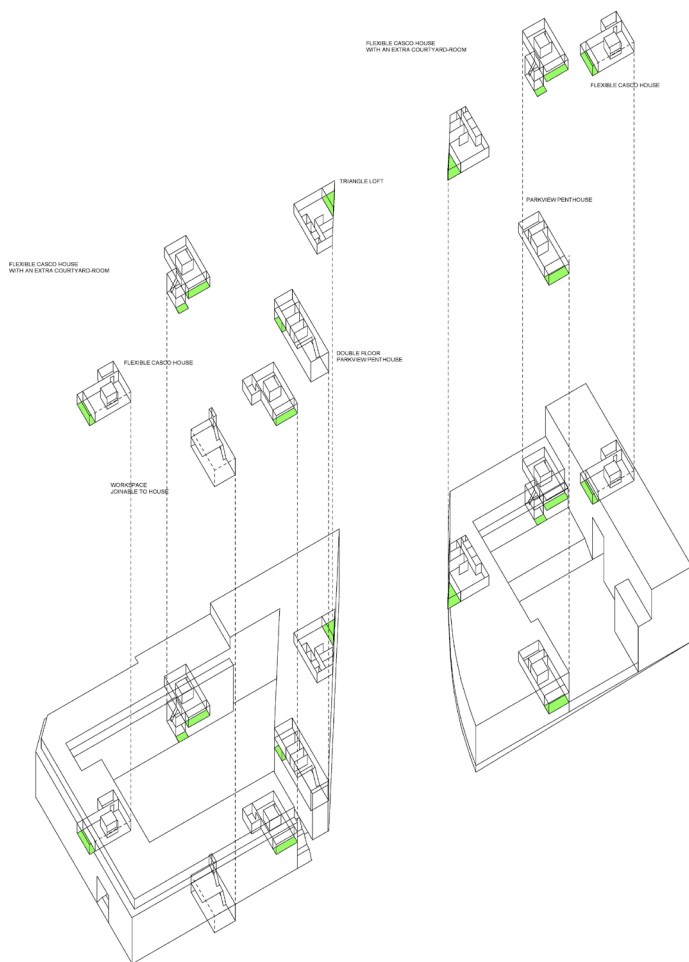 FLEXIBLE CASCO HOUSE
WITH AN EXTRA COURTYARD-ROOM
FLEXIBLE CASCO HOUSE
TRIANGLE LOFT
PARKVIEW PENTHOUSE
FLEXIBLE CASCO HOUSE
WITH AN EXTRA COURTYARD-ROOM
DOUBLE FLOOR
PARKVIEW PENTHOUSE
FLEXIBLE CASCO HOUSE
WORKSPACE
JOINABLE TO HOUSE